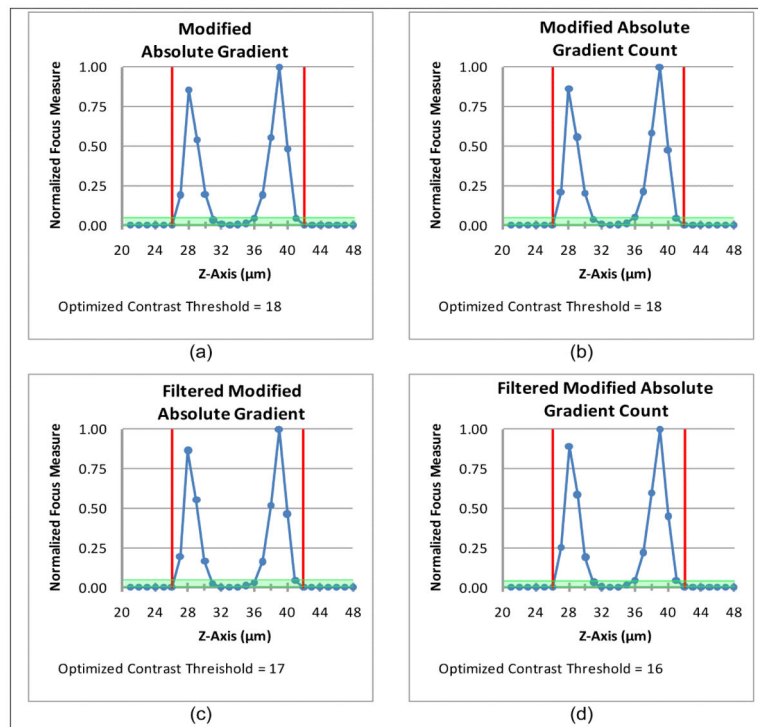 Modified
Absolute Gradient
Normalized Focus Measure
1.00
0.75
0.50
0.25
0.00
20 24 28 32 36 40 44 48
Z-Axis (µm)
Optimized Contrast Threshold = 18
(a)
Modified Absolute
Gradient Count
Normalized Focus Measure
1.00
0.75
0.50
0.25
0.00
20 24 28 32 36 40 44 48
Z-Axis (µm)
Optimized Contrast Threshold = 18
(b)
Filtered Modified
Absolute Gradient
Normalized Focus Measure
1.00
0.75
0.50
0.25
0.00
20 24 28 32 36 40 44 48
Z-Axis (µm)
Optimized Contrast Threishold = 17
(c)
Filtered Modified Absolute
Gradient Count
Normalized Focus Measure
1.00
0.75
0.50
0.25
0.00
20 24 28 32 36 40 44 48
Z-Axis (µm)
Optimized Contrast Threshold = 16
(d)